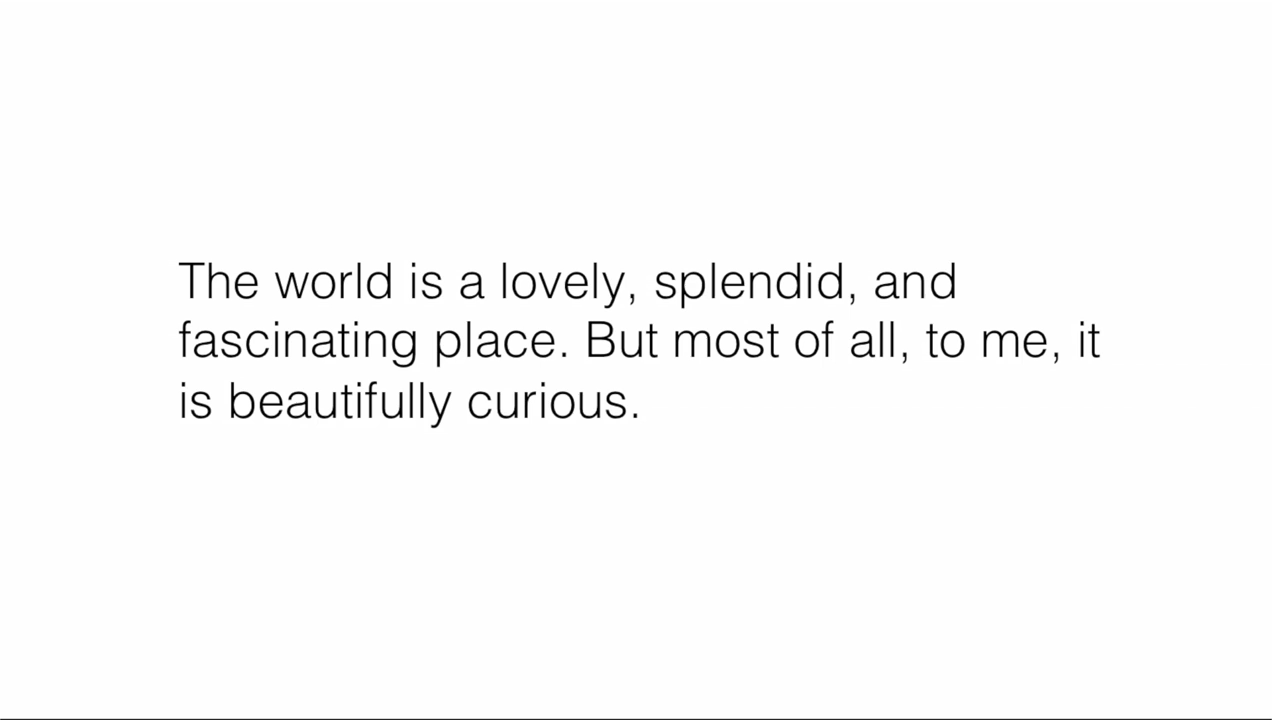 The world is a lovely, splendid, and
fascinating place. But most of all, to me, it
is beautifully curious.